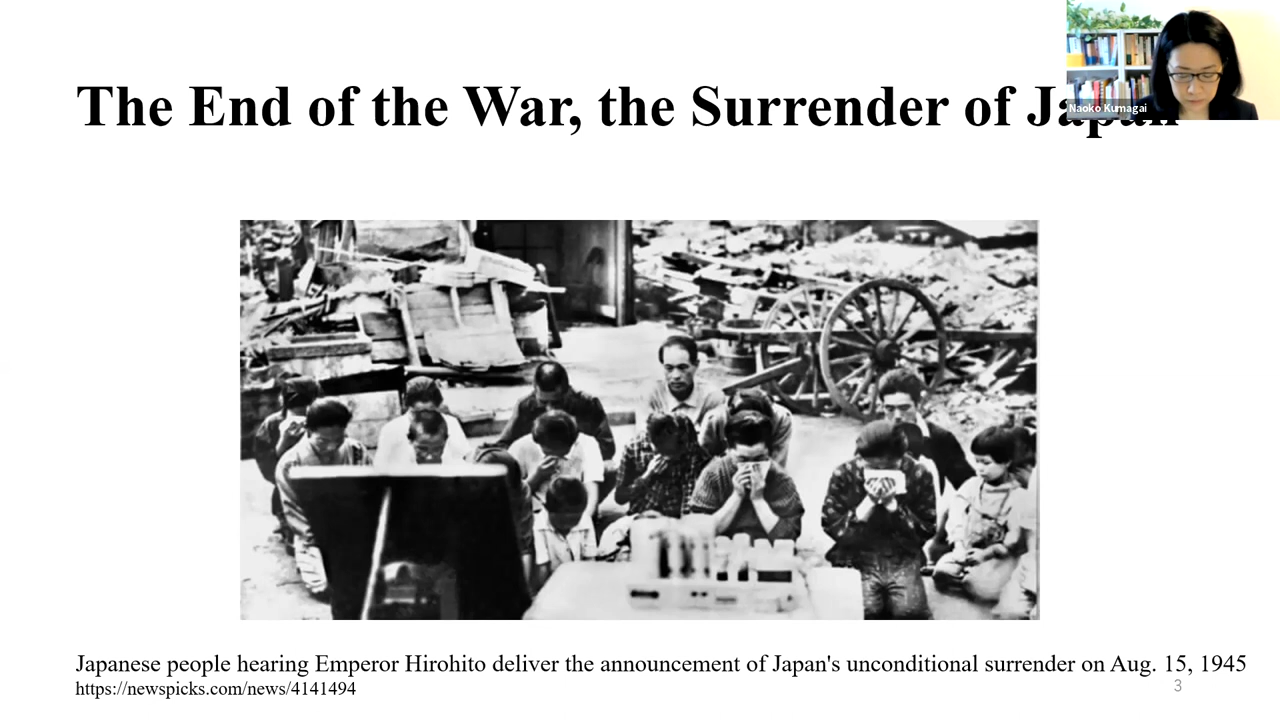 The End of the War, the Surrender of Japan
Naoko Kumagai
Japanese people hearing Emperor Hirohito deliver the announcement of Japan's unconditional surrender on Aug. 15, 1945
https://newspicks.com/news/4141494
3